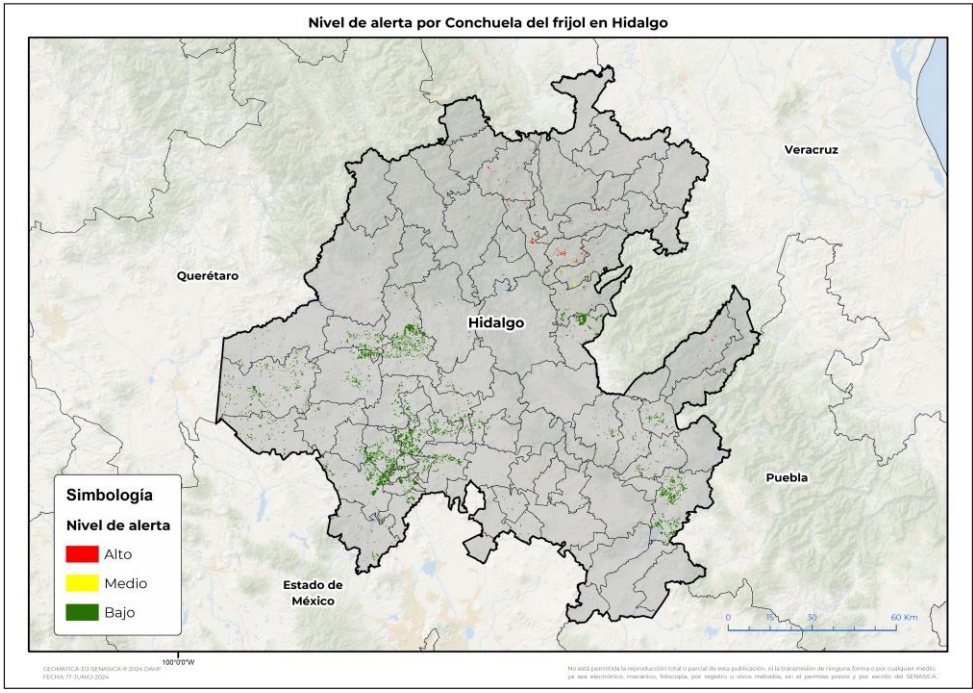 Nivel de alerta por Conchuela del frijol en Hidalgo
Veracruz
Querétaro
Hidalgo
Puebla
Estado de
México
Simbología
Nivel de alerta
Alto
Medio
Bajo
0 15 30 60 Km
100°0'0"W
GEOMATICA-EO-SENASICA ® 2024 OAHF
FECHA: 17-JUNIO-2024
No está permitida la reproducción total o parcial de esta publicación, ni la transmisión de ninguna forma o por cualquier medio,
ya sea electrónico, mecánico, fotocopia, por registro u otros métodos, sin el permiso previo y por escrito del SENASICA.